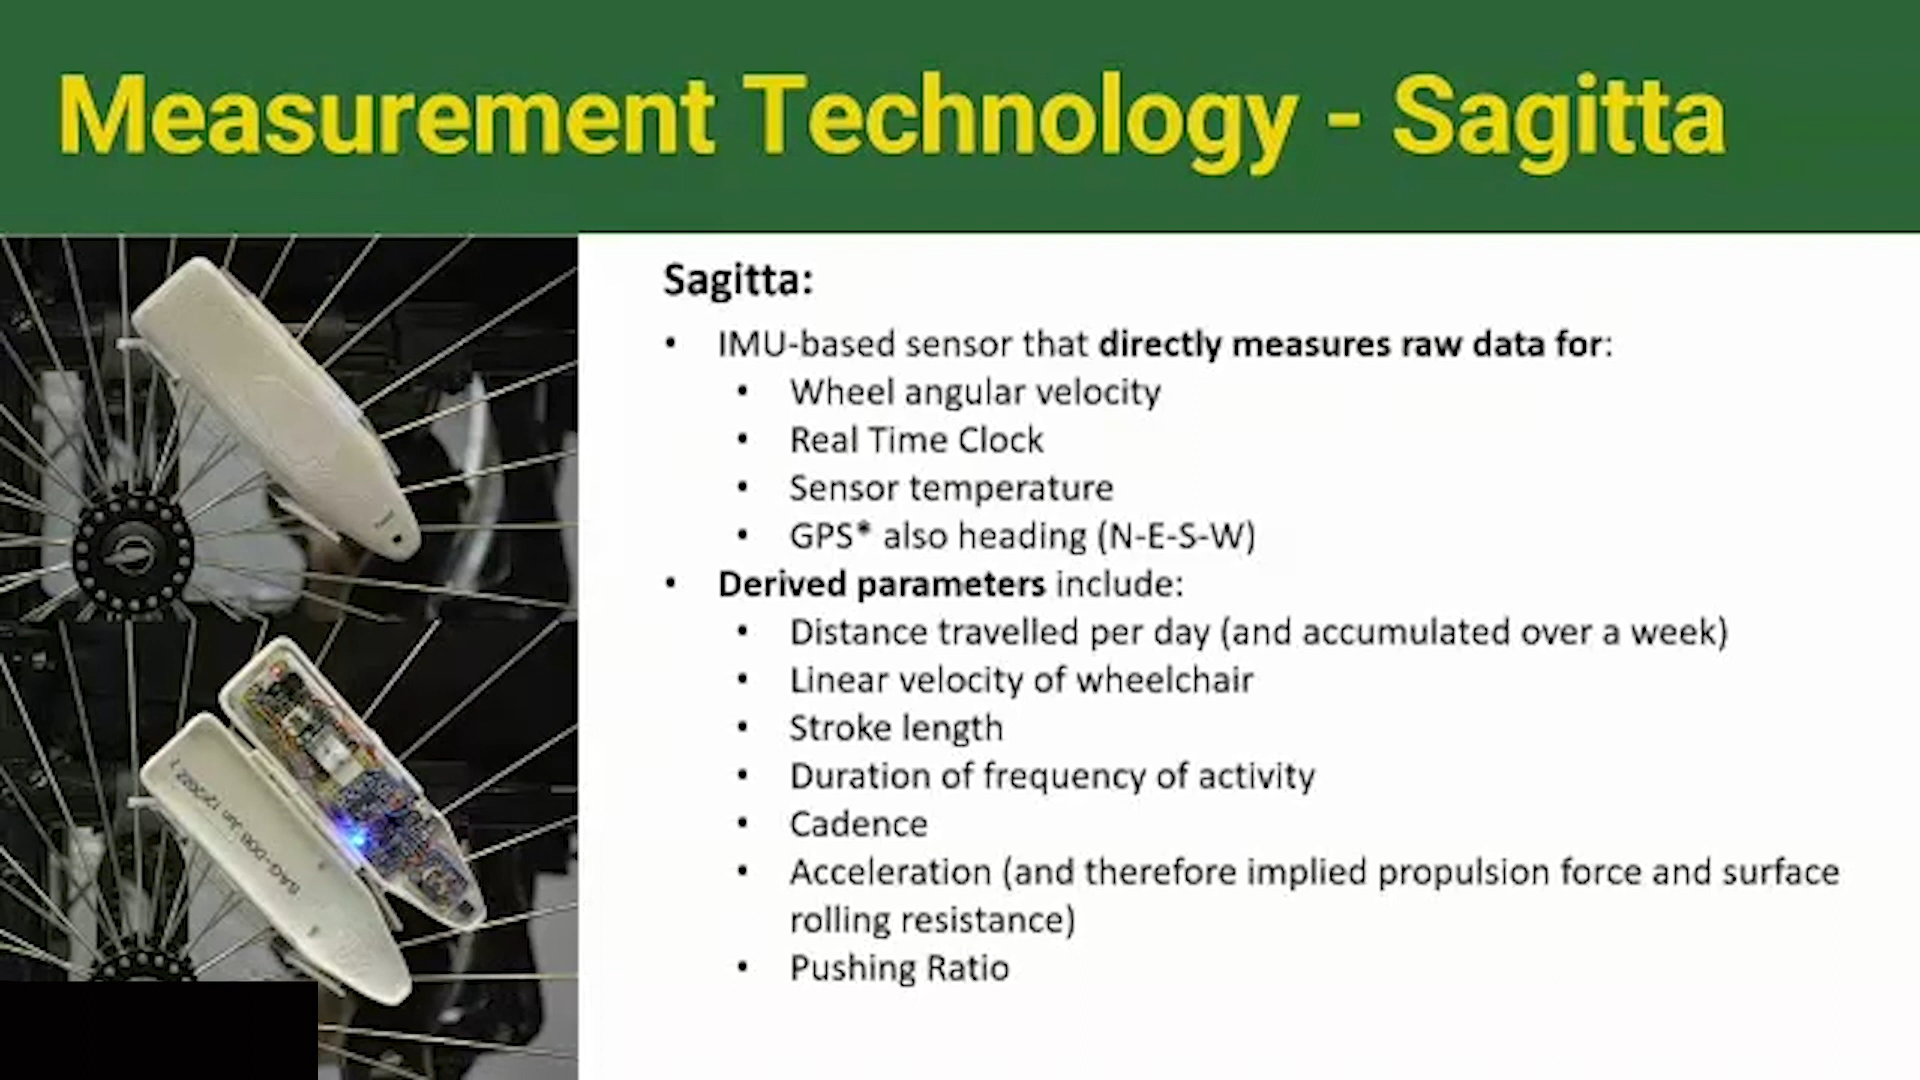 Measurement Technology - Sagitta
Sagitta:
• IMU-based sensor that directly measures raw data for:
• Wheel angular velocity
• Real Time Clock
• Sensor temperature
• GPS* also heading (N-E-S-W)
• Derived parameters include:
• Distance travelled per day (and accumulated over a week)
• Linear velocity of wheelchair
• Stroke length
• Duration of frequency of activity
• Cadence
• Acceleration (and therefore implied propulsion force and surface
rolling resistance)
• Pushing Ratio